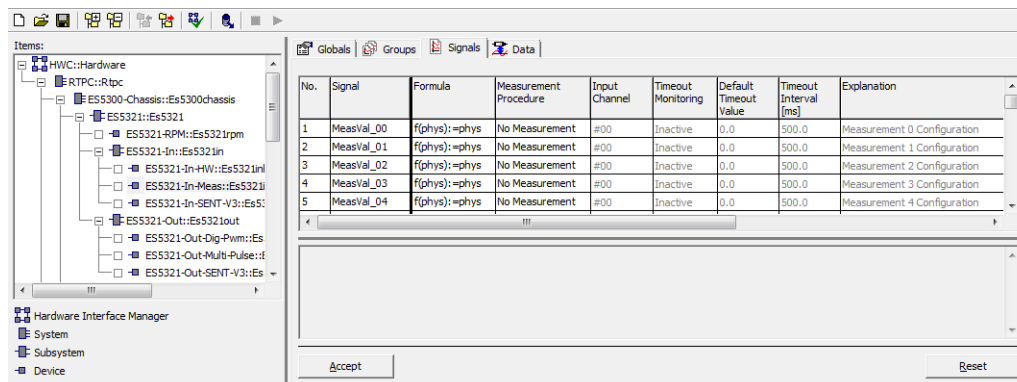 Items:
HWC::Hardware
RTPC::Rtpc
ES5300-Chassis::Es5300chassis
ES5321::Es5321
ES5321-RPM::Es5321rpm
ES5321-In::Es5321in
ES5321-In-HW::Es5321inl
ES5321-In-Meas::Es5321i
ES5321-In-SENT-V3::Es53
ES5321-Out::Es5321out
ES5321-Out-Dig-Pwm::Es
ES5321-Out-Multi-Pulse::E
ES5321-Out-SENT-V3::Es
Hardware Interface Manager
System
Subsystem
Device
Globals Groups Signals Data
No. Signal Formula Measurement Procedure Input Channel Timeout Monitoring Default Timeout Value Timeout Interval [ms] Explanation
1 MeasVal_00 f(phys):=phys No Measurement #00 Inactive 0.0 500.0 Measurement 0 Configuration
2 MeasVal_01 f(phys):=phys No Measurement #00 Inactive 0.0 500.0 Measurement 1 Configuration
3 MeasVal_02 f(phys):=phys No Measurement #00 Inactive 0.0 500.0 Measurement 2 Configuration
4 MeasVal_03 f(phys):=phys No Measurement #00 Inactive 0.0 500.0 Measurement 3 Configuration
5 MeasVal_04 f(phys):=phys No Measurement #00 Inactive 0.0 500.0 Measurement 4 Configuration
Accept Reset